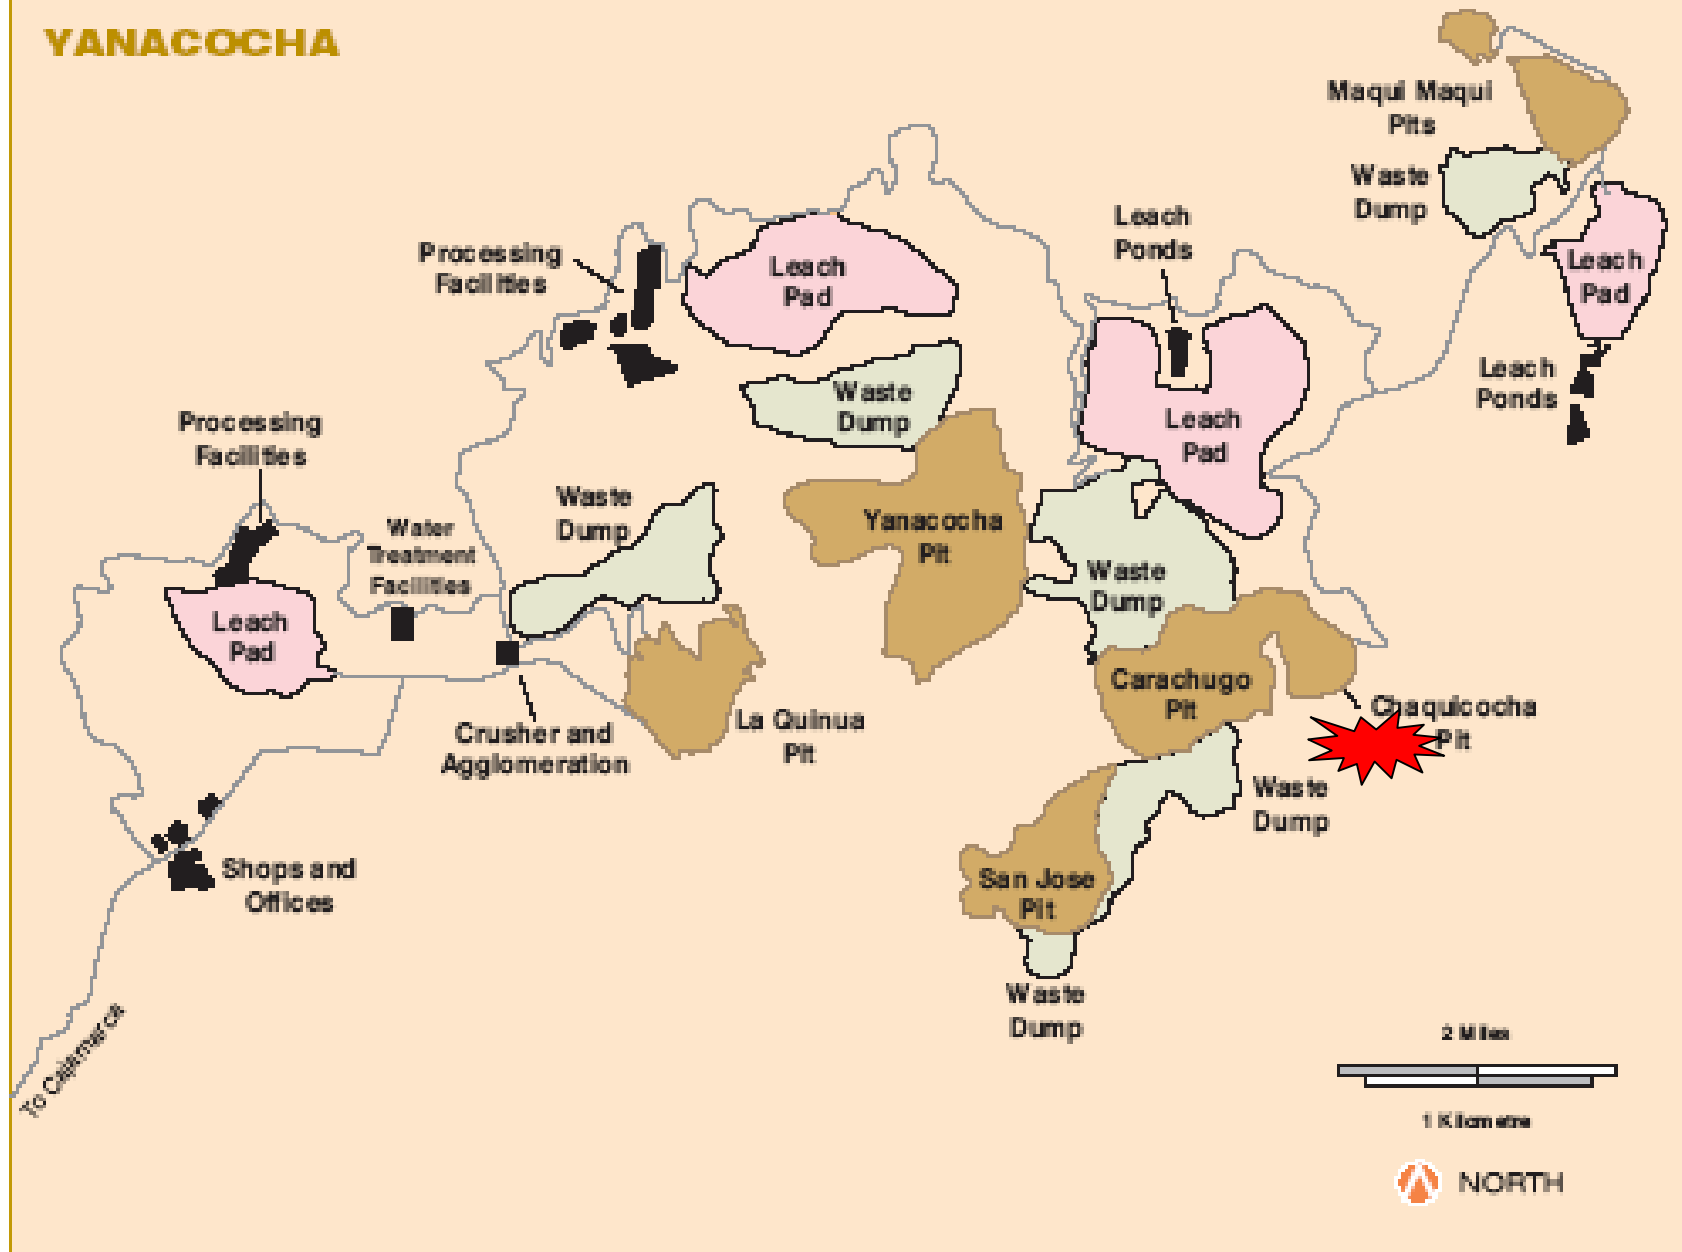 YANACOCHA
Maqui Maqui
Pits
Waste
Dump
Leach
Ponds
Processing
Facilities
Leach
Pad
Leach
Pad
Leach
Ponds
Waste
Dump
Leach
Pad
Processing
Facilities
Waste
Dump
Yanacocha
Pit
Water
Treatment
Facilities
Waste
Dump
Leach
Pad
Carachugo
Pit
Chaquicocha
Pit
La Quinua
Pit
Crusher and
Agglomeration
Waste
Dump
Shops and
Offices
San Jose
Pit
Waste
Dump
To Cajamarca
2 Miles
1 Kilometre
NORTH